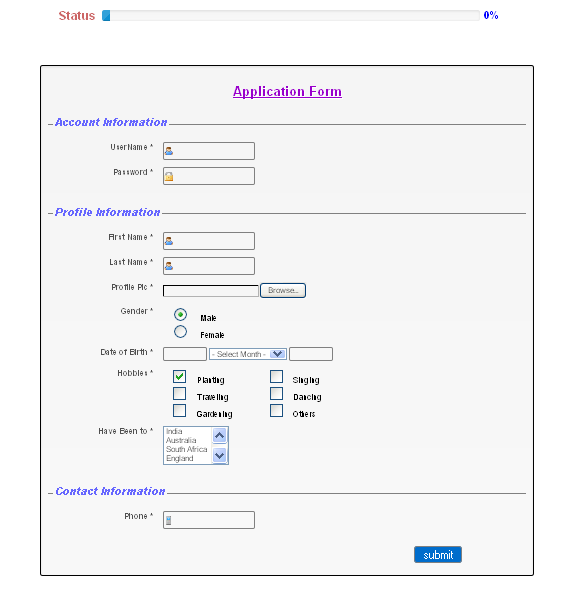 Status 0%
Application Form
Account Information
UserName *
Password *
Profile Information
First Name *
Last Name *
Profile Pic * Browse...
Gender * Male
Female
Date of Birth * - Select Month -
Hobbies * Planting Singing
Traveling Dancing
Gardening Others
Have Been to * India
Australia
South Africa
England
Contact Information
Phone *
submit